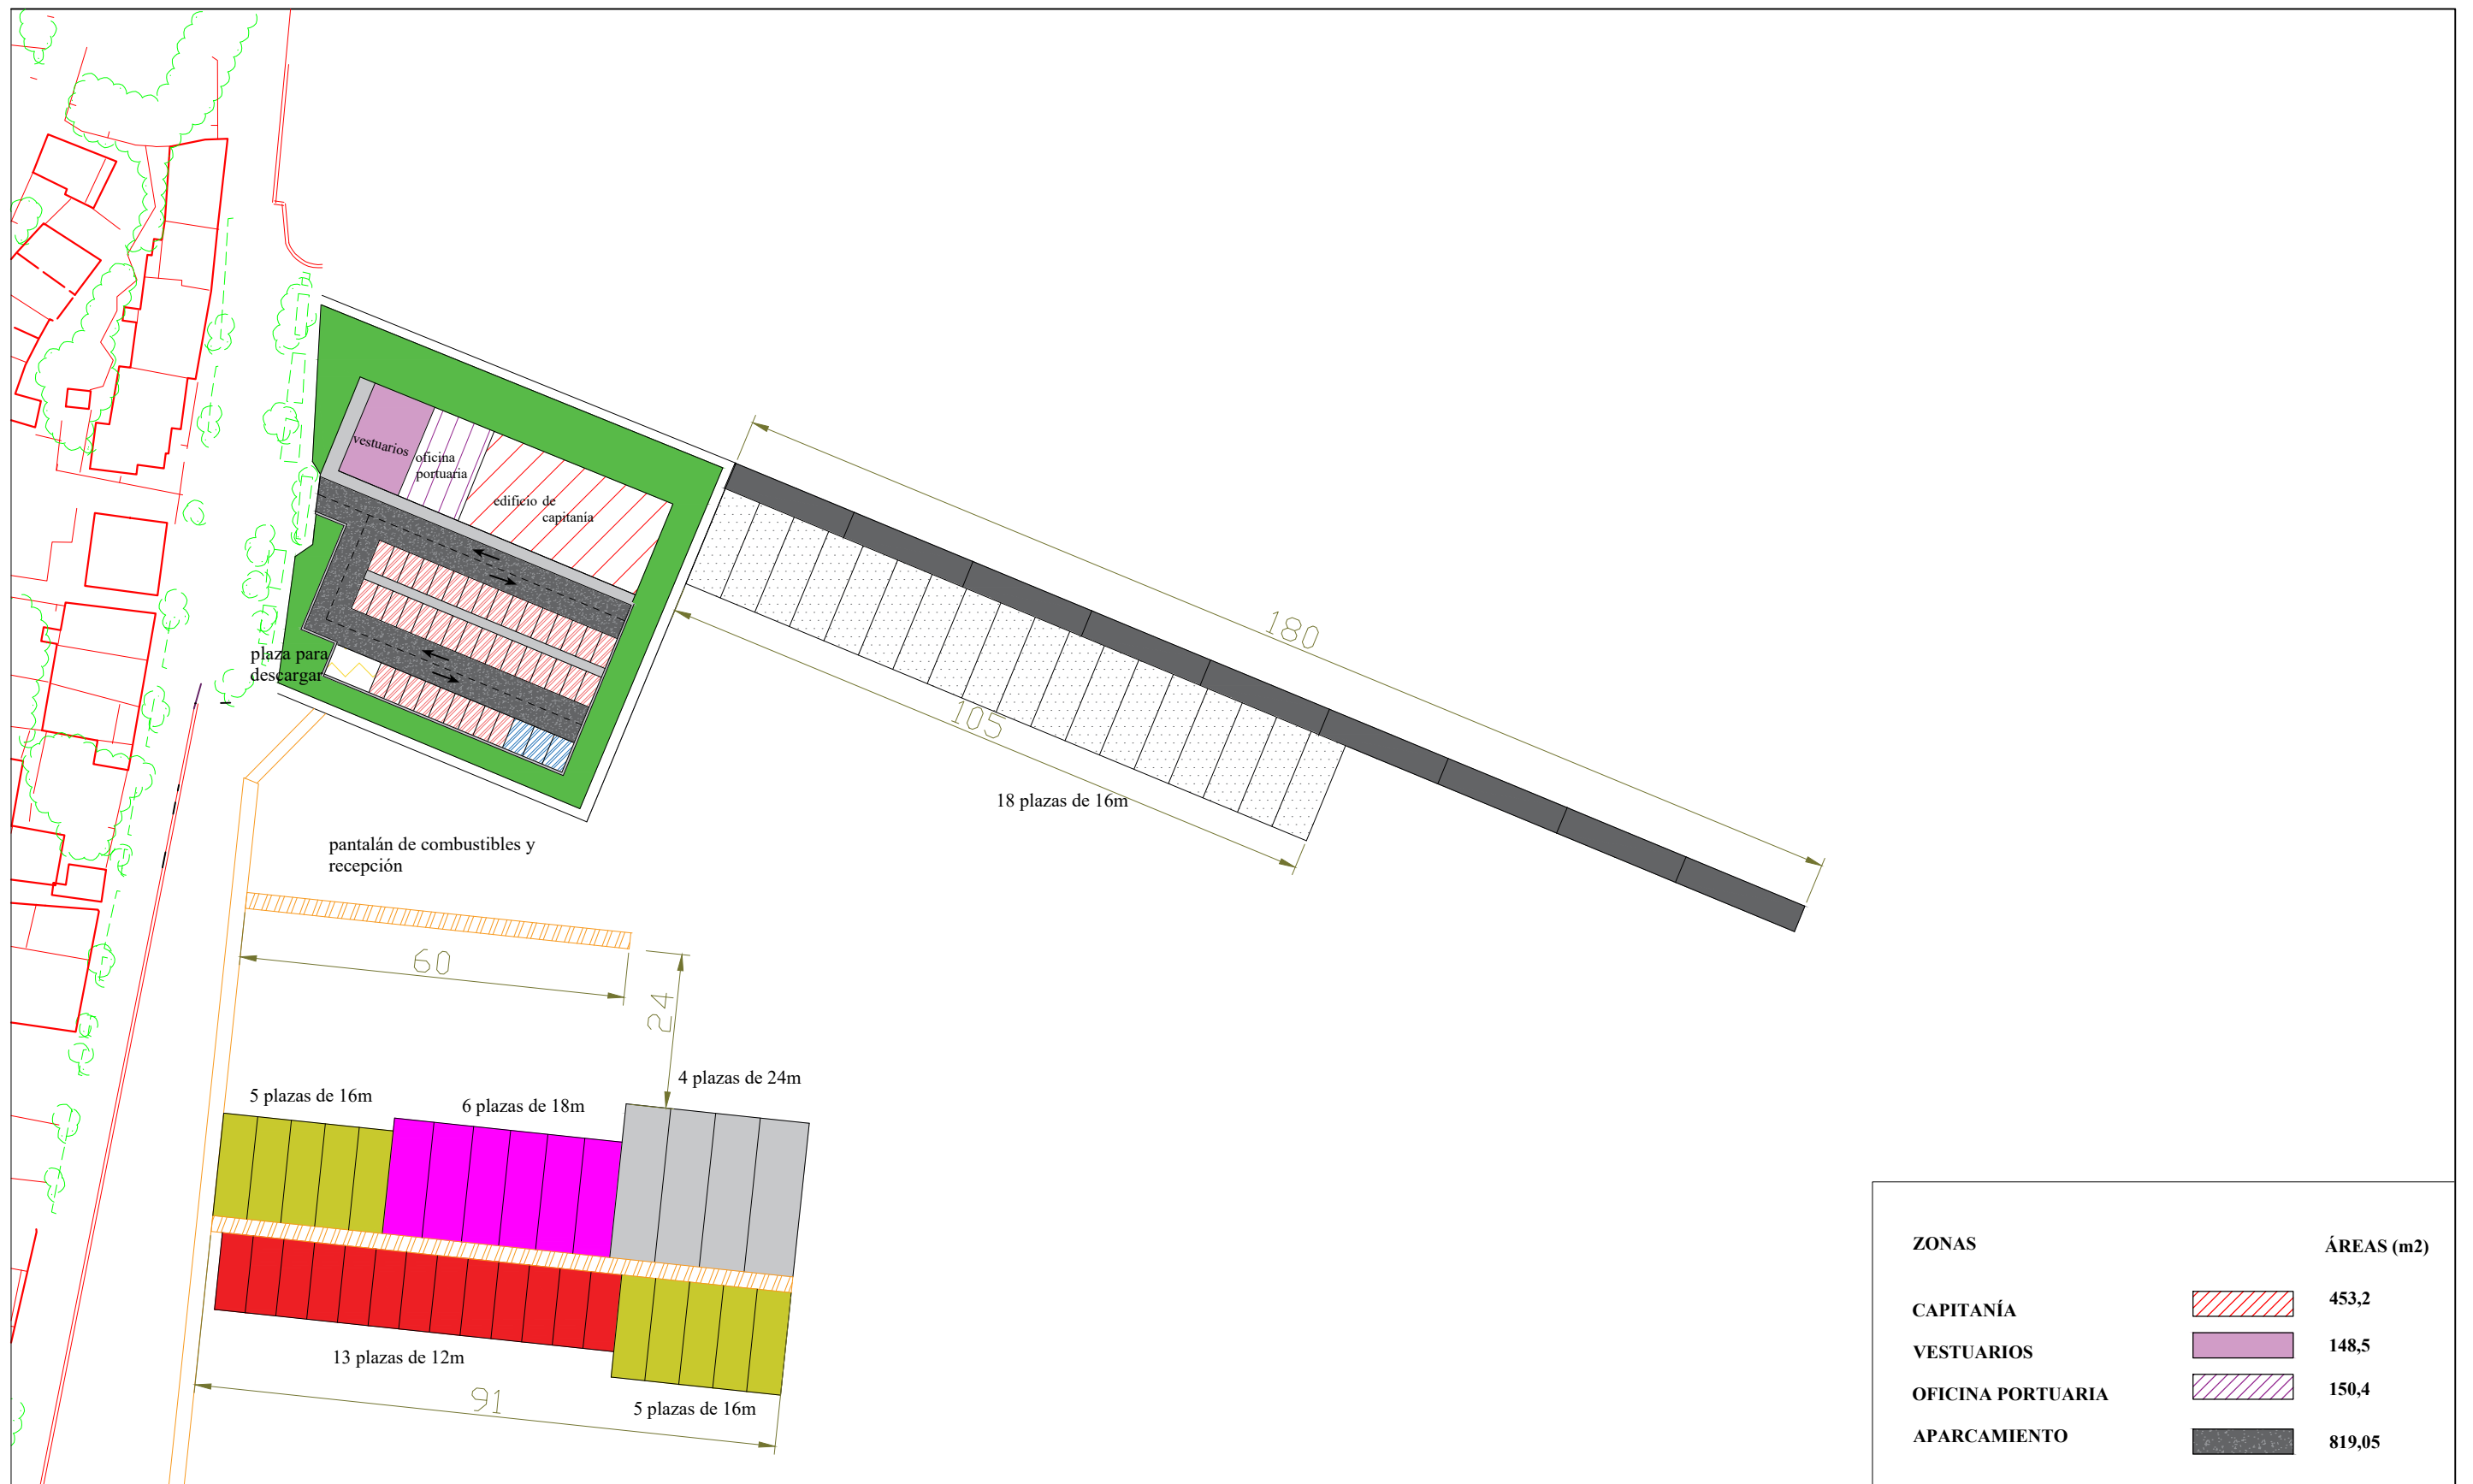 vestuarios
oficina
portuaria
edificio de
capitanía
180
plaza para
descargar
105
18 plazas de 16m
pantalán de combustibles y
recepción
60
24
4 plazas de 24m
5 plazas de 16m
6 plazas de 18m
13 plazas de 12m
91
5 plazas de 16m
ZONAS ÁREAS (m2)
CAPITANÍA 453,2
VESTUARIOS 148,5
OFICINA PORTUARIA 150,4
APARCAMIENTO 819,05